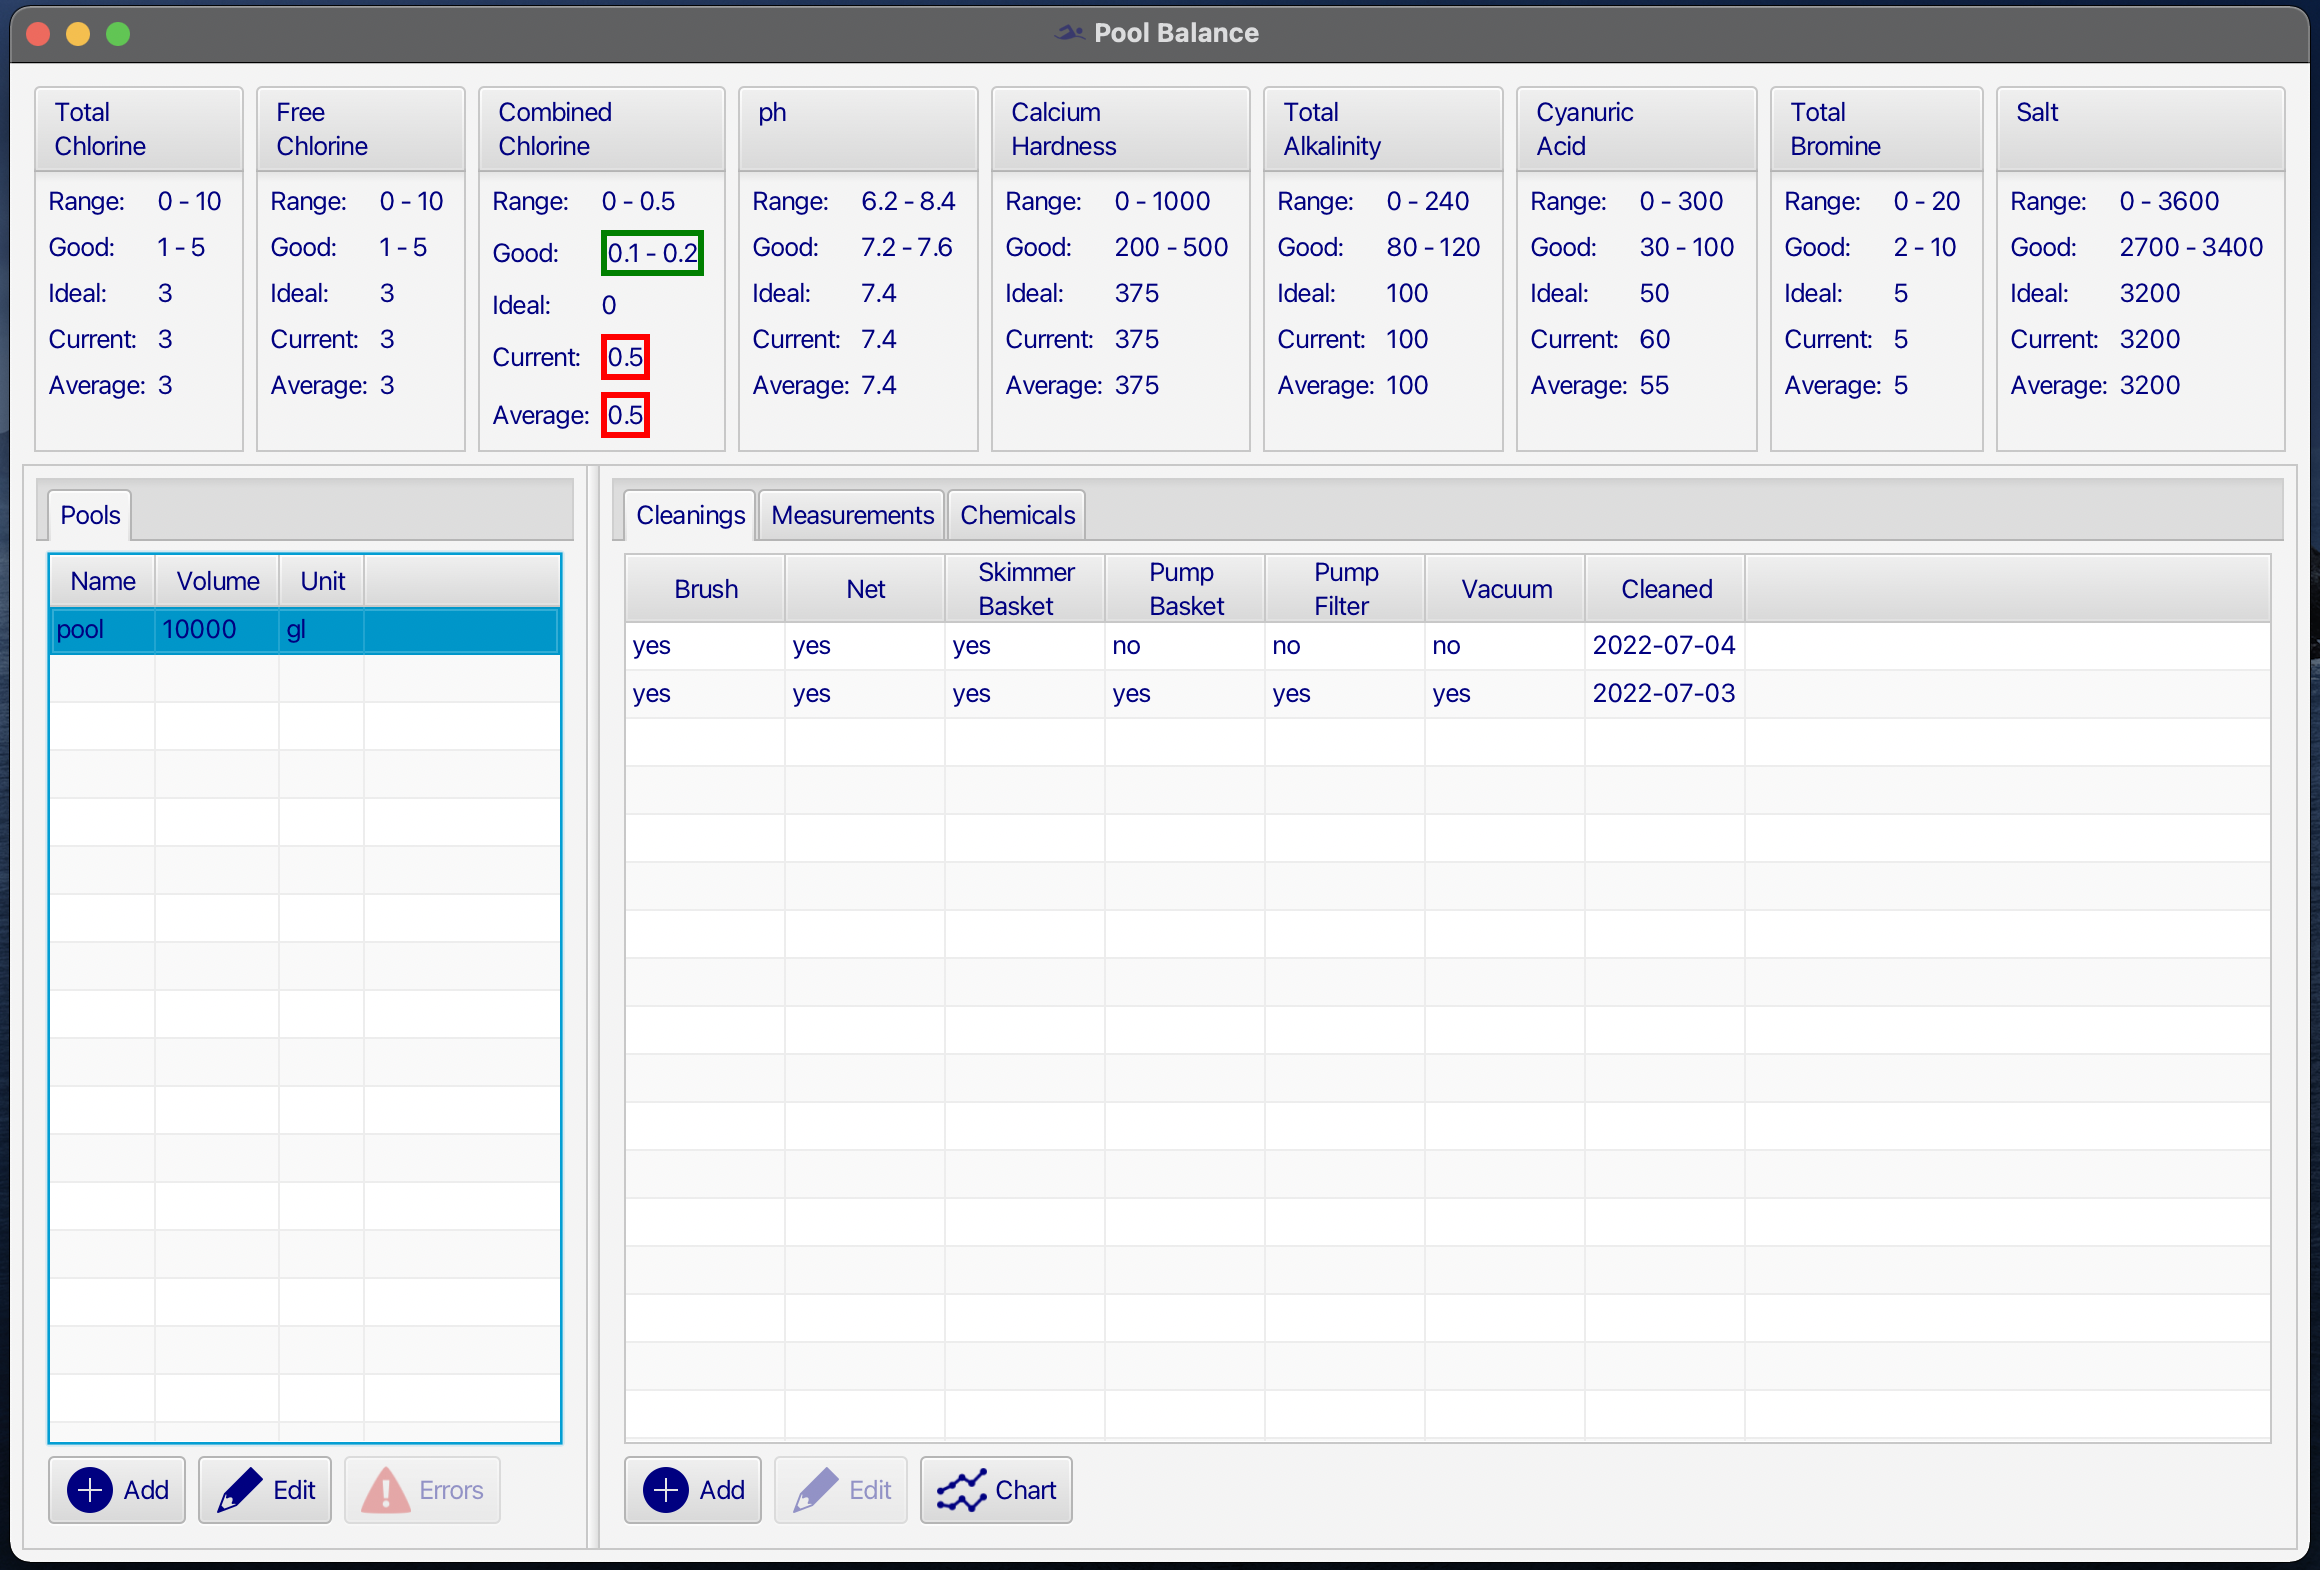 Pool Balance
Total
Chlorine
Range: 0 - 10
Good: 1 - 5
Ideal: 3
Current: 3
Average: 3
Free
Chlorine
Range: 0 - 10
Good: 1 - 5
Ideal: 3
Current: 3
Average: 3
Combined
Chlorine
Range: 0 - 0.5
Good: 0.1 - 0.2
Ideal: 0
Current: 0.5
Average: 0.5
ph
Range: 6.2 - 8.4
Good: 7.2 - 7.6
Ideal: 7.4
Current: 7.4
Average: 7.4
Calcium
Hardness
Range: 0 - 1000
Good: 200 - 500
Ideal: 375
Current: 375
Average: 375
Total
Alkalinity
Range: 0 - 240
Good: 80 - 120
Ideal: 100
Current: 100
Average: 100
Cyanuric
Acid
Range: 0 - 300
Good: 30 - 100
Ideal: 50
Current: 60
Average: 55
Total
Bromine
Range: 0 - 20
Good: 2 - 10
Ideal: 5
Current: 5
Average: 5
Salt
Range: 0 - 3600
Good: 2700 - 3400
Ideal: 3200
Current: 3200
Average: 3200
Pools
Name Volume Unit
pool 10000 gl
Add Edit Errors
Cleanings Measurements Chemicals
Brush Net Skimmer Basket Pump Basket Pump Filter Vacuum Cleaned
yes yes yes no no no 2022-07-04
yes yes yes yes yes yes 2022-07-03
Add Edit Chart